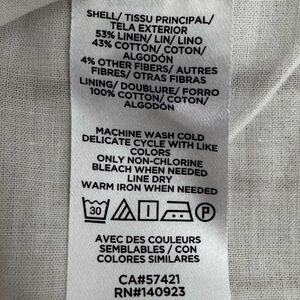 SHELL/ TISSU PRINCIPAL/
TELA EXTERIOR
53% LINEN/ LIN/ LINO
43% COTTON/ COTON/
ALGODÓN
4% OTHER FIBERS/ AUTRES
FIBRES/ OTRAS FIBRAS
LINING/ DOUBLURE/ FORRO
100% COTTON/ COTON/
ALGODÓN
MACHINE WASH COLD
DELICATE CYCLE WITH LIKE
COLORS
ONLY NON-CHLORINE
BLEACH WHEN NEEDED
LINE DRY
WARM IRON WHEN NEEDED
30 P
AVEC DES COULEURS
SEMBLABLES / CON
COLORES SIMILARES
CA#57421
RN#140923